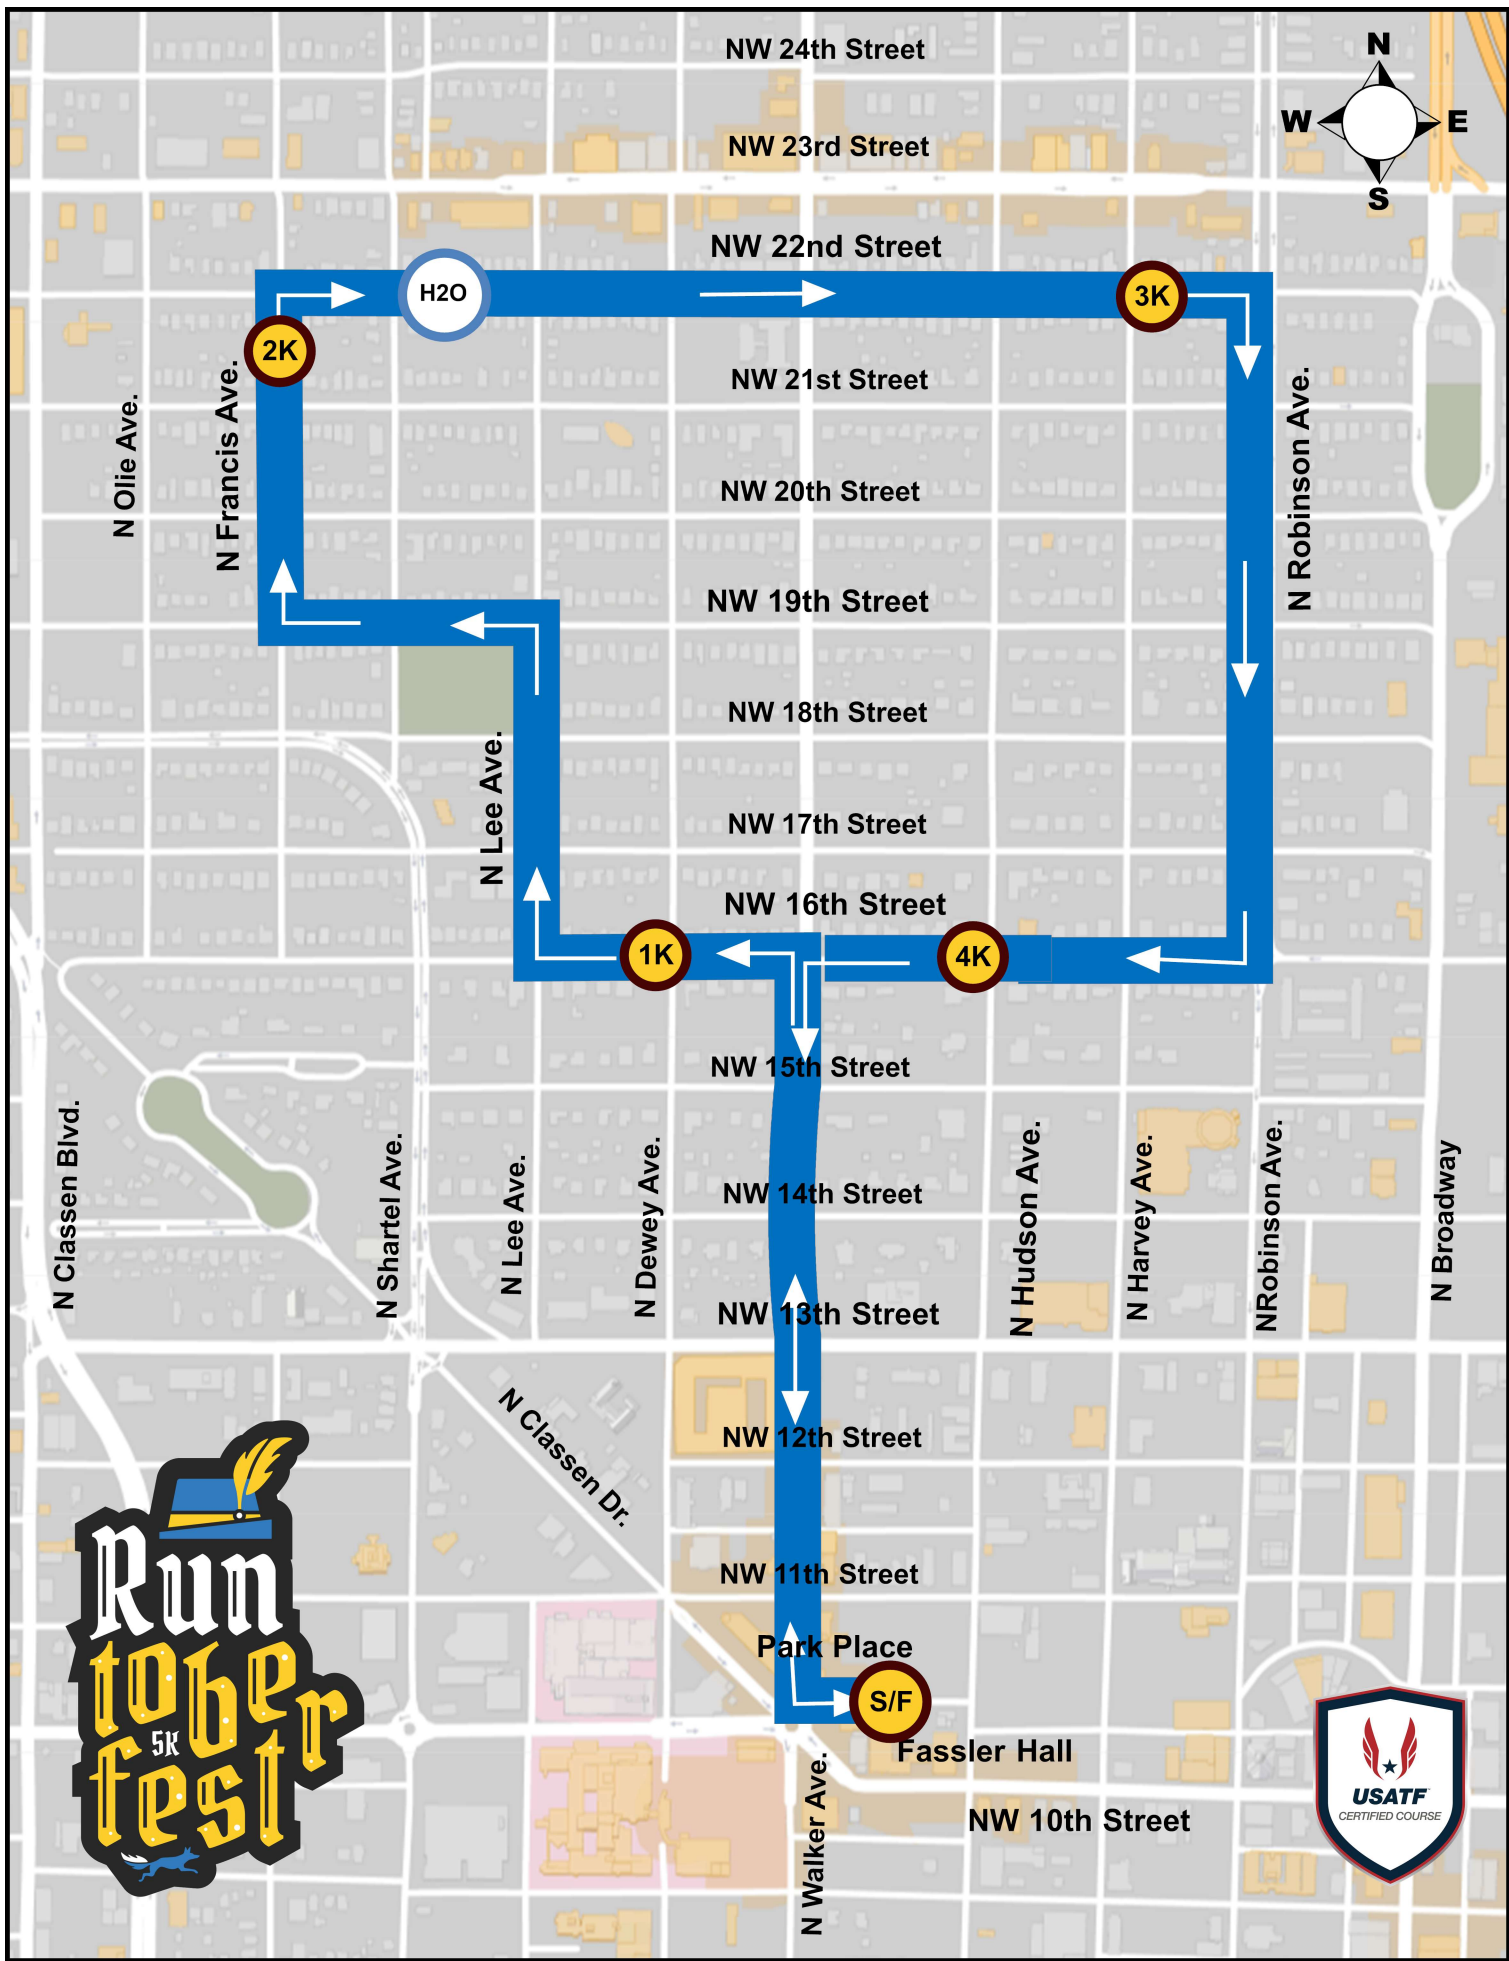 NW 24th Street
N
W
E
S
NW 23rd Street
NW 22nd Street
H2O
3K
2K
NW 21st Street
N Olie Ave.
N Francis Ave.
N Robinson Ave.
NW 20th Street
NW 19th Street
NW 18th Street
N Lee Ave.
NW 17th Street
NW 16th Street
1K
4K
NW 15th Street
N Classen Blvd.
N Shartel Ave.
N Lee Ave.
N Dewey Ave.
NW 14th Street
N Hudson Ave.
N Harvey Ave.
NRobinson Ave.
N Broadway
NW 13th Street
N Classen Dr.
NW 12th Street
NW 11th Street
Park Place
S/F
Fassler Hall
NW 10th Street
N Walker Ave.
Run
tober
5K
fest
USATF
CERTIFIED COURSE